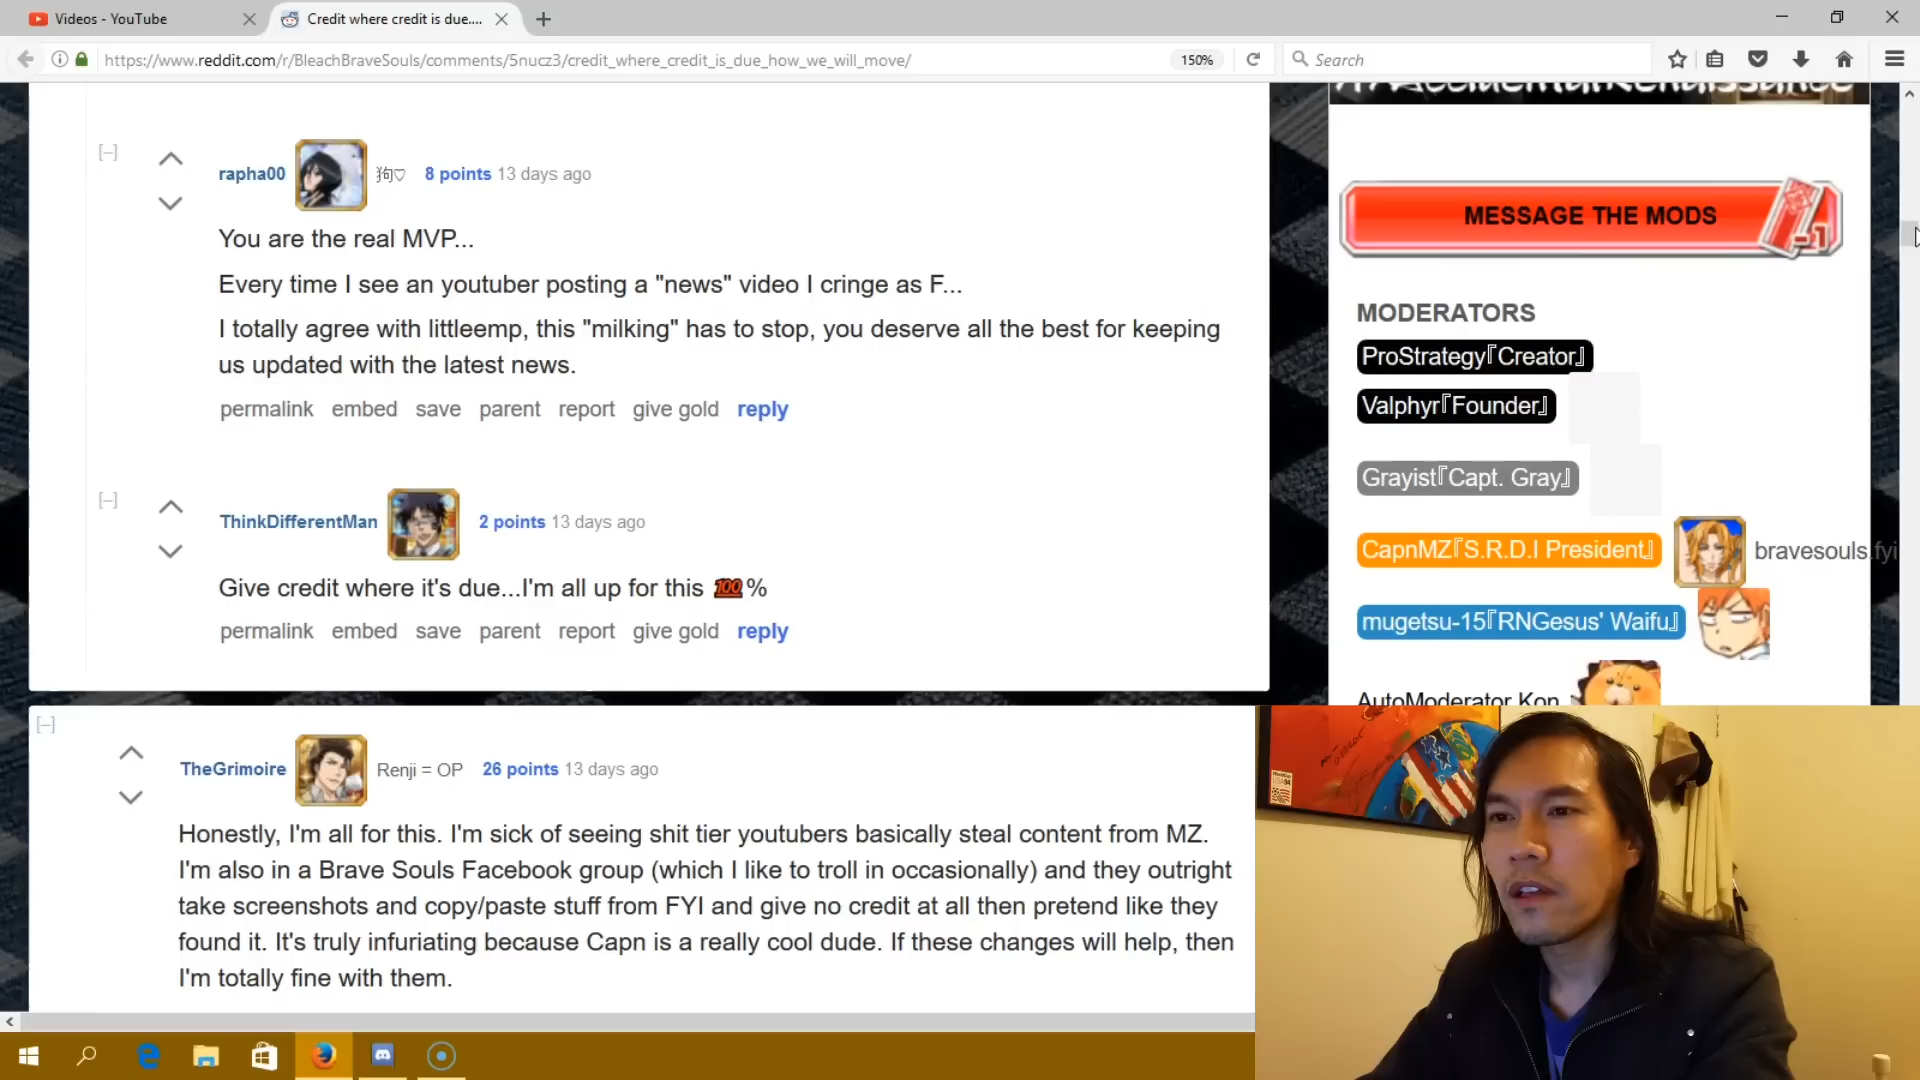 Videos - YouTube
Credit where credit is due....
https://www.reddit.com/r/BleachBraveSouls/comments/5nucz3/credit_where_credit_is_due_how_we_will_move/
150%
Search
[–]
rapha00 狗♡ 8 points 13 days ago
You are the real MVP...
Every time I see an youtuber posting a "news" video I cringe as F...
I totally agree with littleemp, this "milking" has to stop, you deserve all the best for keeping
us updated with the latest news.
permalink embed save parent report give gold reply
[–]
ThinkDifferentMan 2 points 13 days ago
Give credit where it's due...I'm all up for this 💯%
permalink embed save parent report give gold reply
[–]
TheGrimoire Renji = OP 26 points 13 days ago
Honestly, I'm all for this. I'm sick of seeing shit tier youtubers basically steal content from MZ.
I'm also in a Brave Souls Facebook group (which I like to troll in occasionally) and they outright
take screenshots and copy/paste stuff from FYI and give no credit at all then pretend like they
found it. It's truly infuriating because Capn is a really cool dude. If these changes will help, then
I'm totally fine with them.
MESSAGE THE MODS
-1
MODERATORS
ProStrategy『Creator』
Valphyr『Founder』
Grayist『Capt. Gray』
CapnMZ『S.R.D.I President』 bravesouls.fyi
mugetsu-15『RNGesus' Waifu』
AutoModerator Kon